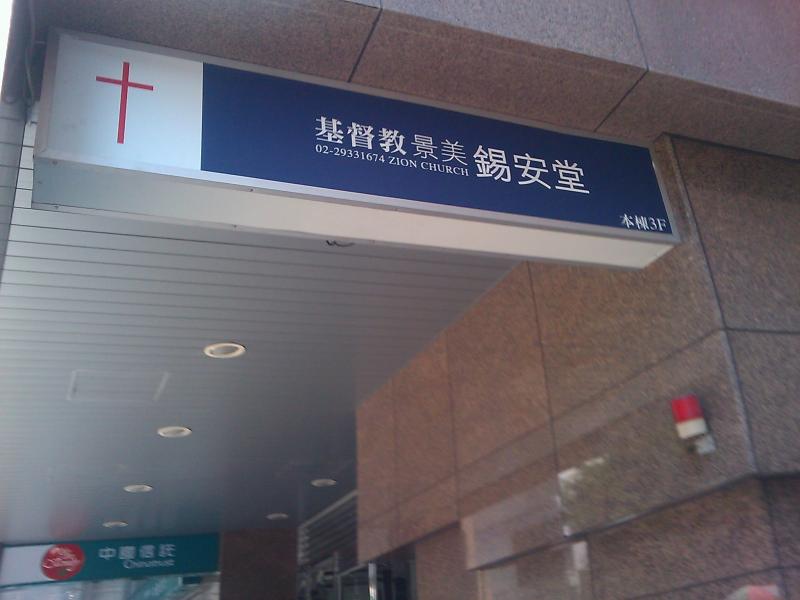 基督教景美錫安堂
02-29331674 ZION CHURCH
本棟3F
中國信託
Chinatrust